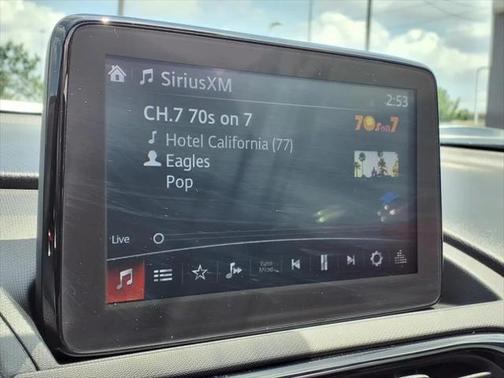 SiriusXM
2:53
CH.7 70s on 7
70s on 7
Hotel California (77)
Eagles
Pop
Live